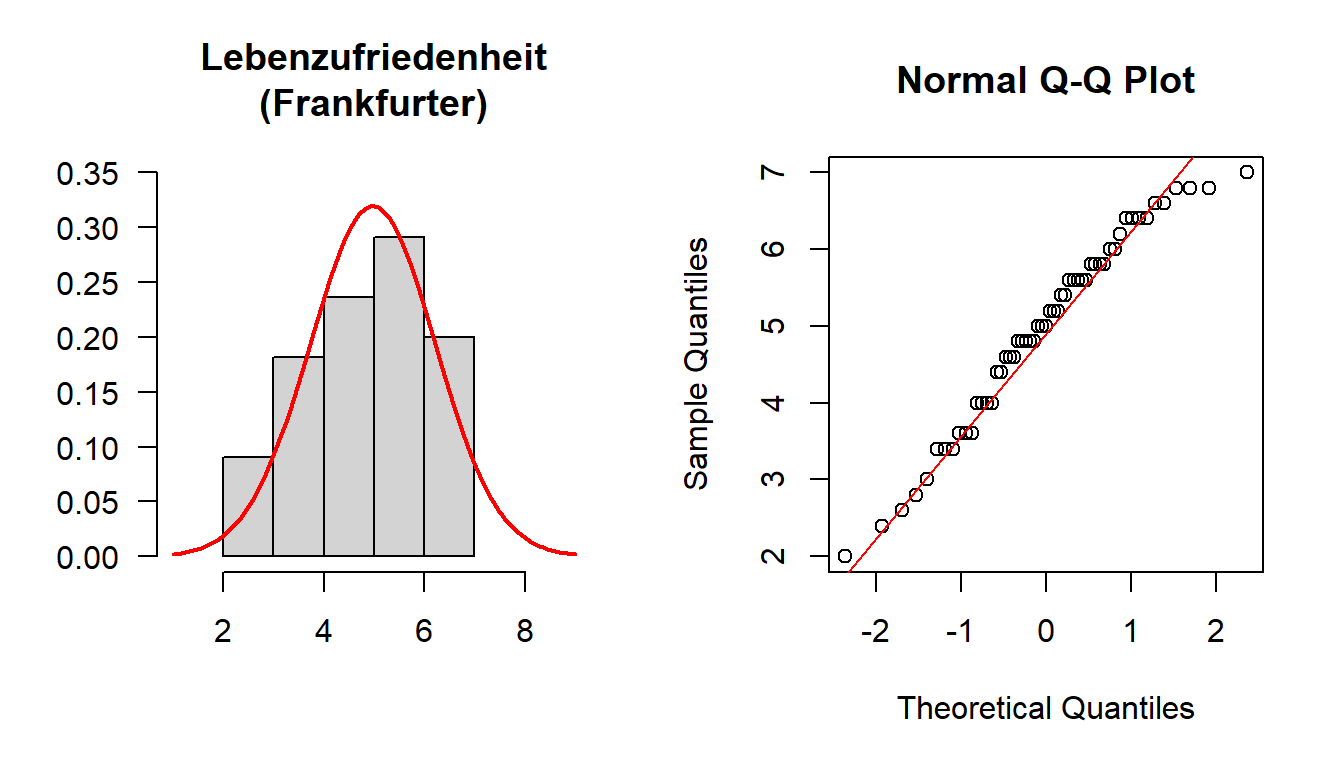 Lebenzufriedenheit
(Frankfurter)
0.35
0.30
0.25
0.20
0.15
0.10
0.05
0.00
2 4 6 8
Normal Q-Q Plot
Sample Quantiles
7
6
5
4
3
2
-2 -1 0 1 2
Theoretical Quantiles